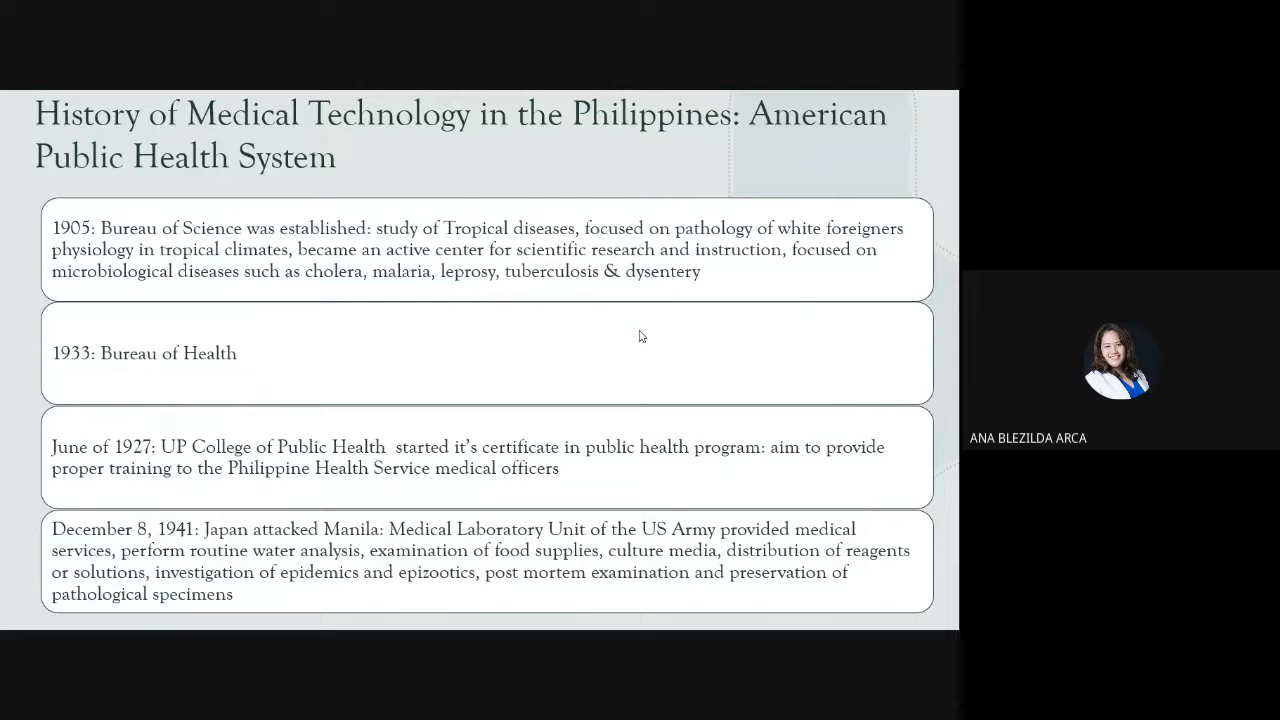 History of Medical Technology in the Philippines: American
Public Health System
1905: Bureau of Science was established: study of Tropical diseases, focused on pathology of white foreigners
physiology in tropical climates, became an active center for scientific research and instruction, focused on
microbiological diseases such as cholera, malaria, leprosy, tuberculosis & dysentery
1933: Bureau of Health
June of 1927: UP College of Public Health  started it's certificate in public health program: aim to provide
proper training to the Philippine Health Service medical officers
December 8, 1941: Japan attacked Manila: Medical Laboratory Unit of the US Army provided medical
services, perform routine water analysis, examination of food supplies, culture media, distribution of reagents
or solutions, investigation of epidemics and epizootics, post mortem examination and preservation of
pathological specimens
ANA BLEZILDA ARCA